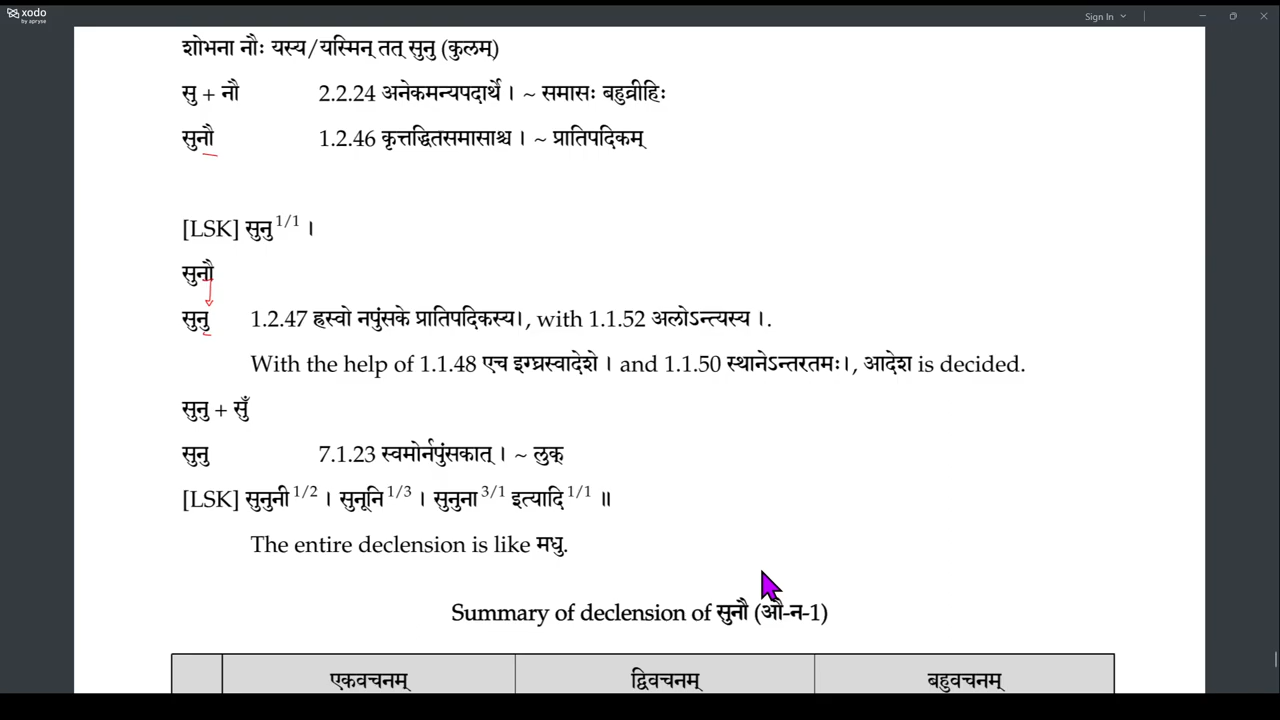 xodo
by apryse
Sign In
शोभना नौः यस्य/यस्मिन् तत् सुनु (कुलम्)
सु + नौ 2.2.24 अनेकमन्यपदार्थे । ~ समासः बहुव्रीहिः
सुनौ 1.2.46 कृत्तद्धितसमासाश्च । ~ प्रातिपदिकम्
[LSK] सुनु 1/1 ।
सुनौ
सुनु 1.2.47 ह्रस्वो नपुंसके प्रातिपदिकस्य।, with 1.1.52 अलोऽन्त्यस्य ।.
With the help of 1.1.48 एच इग्घ्रस्वादेशे । and 1.1.50 स्थानेऽन्तरतमः।, आदेश is decided.
सुनु + सुँ
सुनु 7.1.23 स्वमोर्नपुंसकात् । ~ लुक्
[LSK] सुनुनी 1/2 । सुनूनि 1/3 । सुनुना 3/1 इत्यादि 1/1 ॥
The entire declension is like मधु.
Summary of declension of सुनौ (औ-न-1)
एकवचनम् द्विवचनम् बहुवचनम्